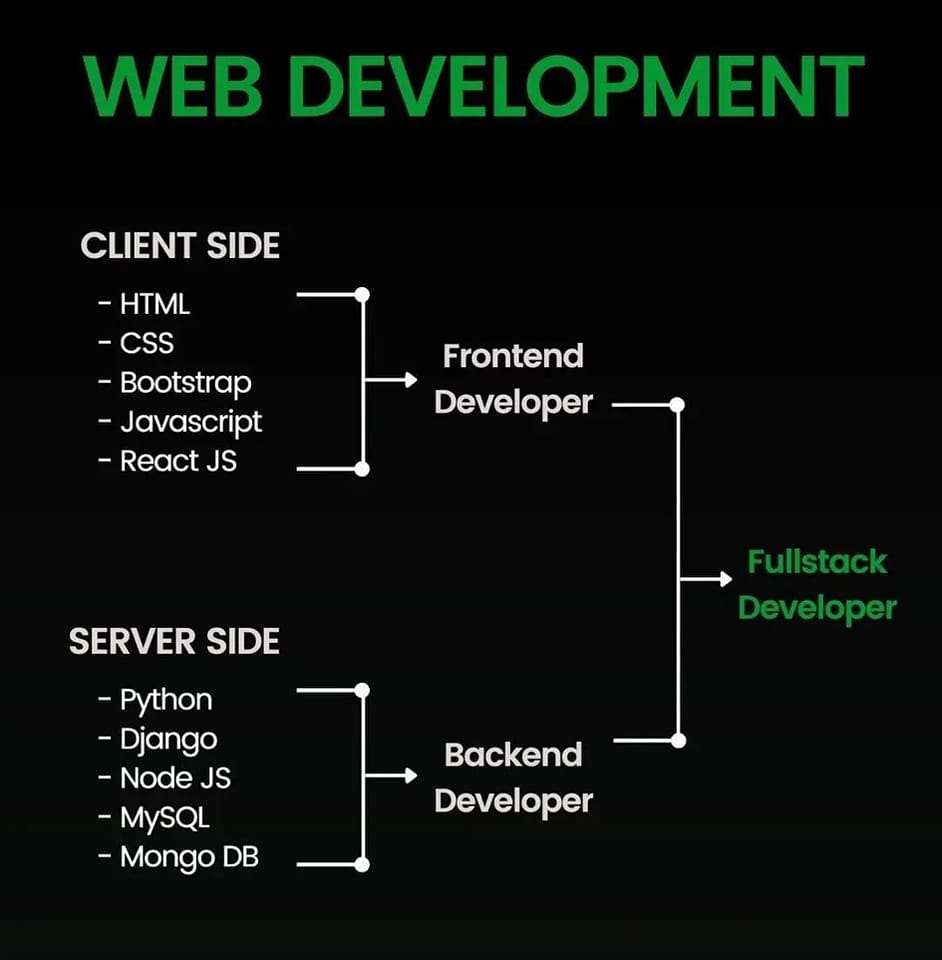 WEB DEVELOPMENT
CLIENT SIDE
- HTML
- CSS
- Bootstrap
- Javascript
- React JS
Frontend
Developer
Fullstack
Developer
SERVER SIDE
- Python
- Django
- Node JS
- MySQL
- Mongo DB
Backend
Developer